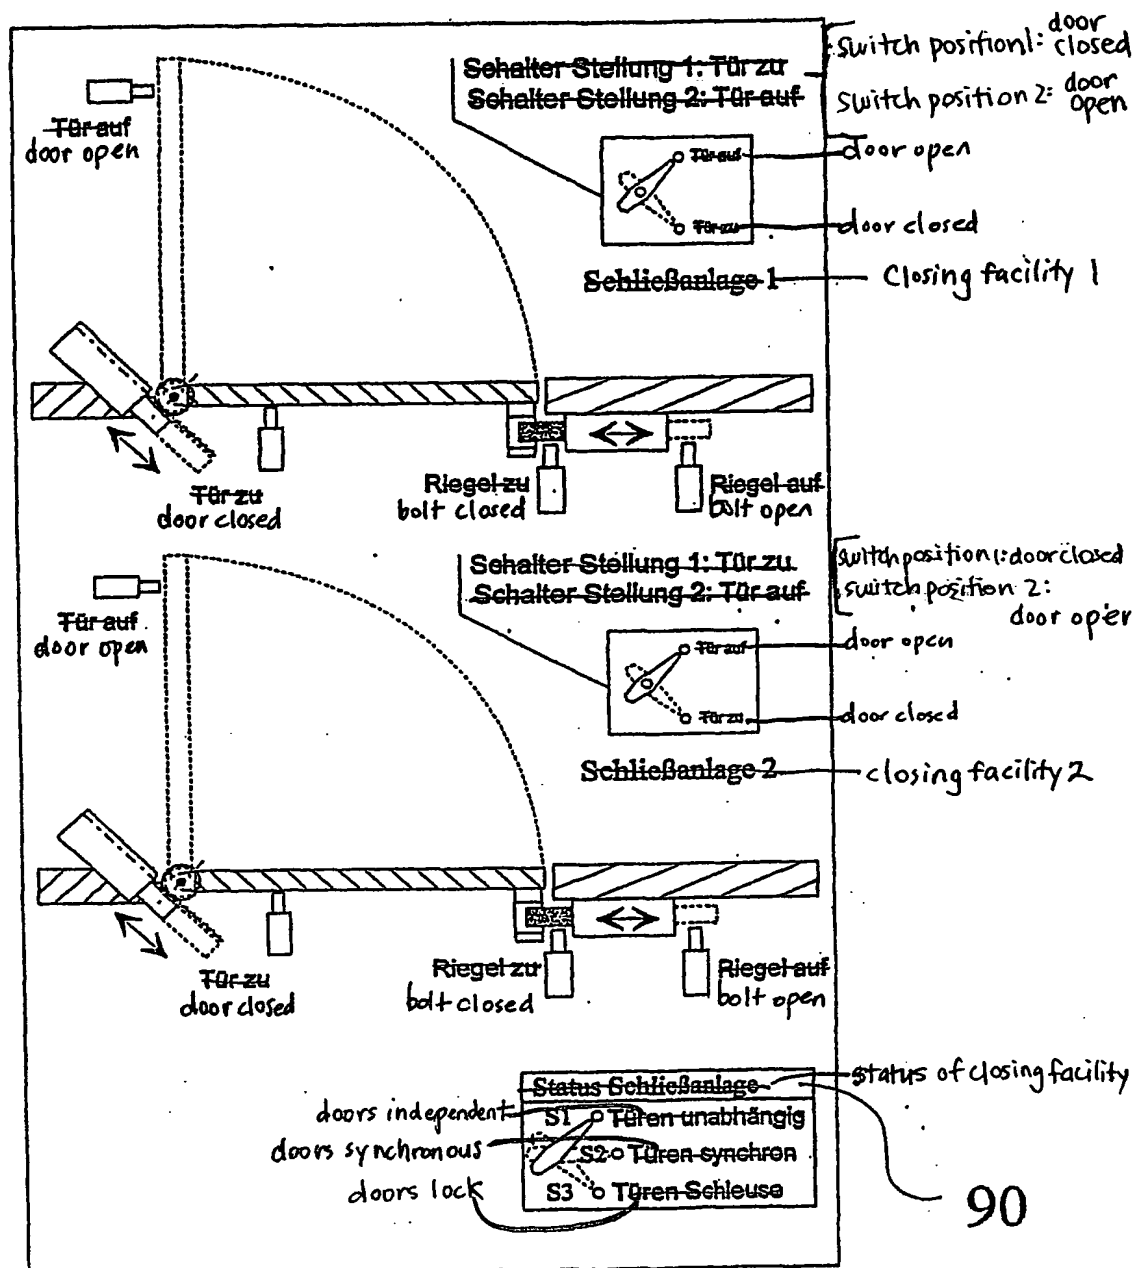 Schalter Stellung 1: Tür zu
Schalter Stellung 2: Tür auf
switch position 1: door closed
switch position 2: door open
Tür auf
door open
Tür auf
door open
Tür zu
door closed
Schließanlage 1
Closing facility 1
Tür zu
door closed
Riegel zu
bolt closed
Riegel auf
bolt open
Schalter Stellung 1: Tür zu
Schalter Stellung 2: Tür auf
switch position 1: door closed
switch position 2:
door open
Tür auf
door open
Tür auf
door open
Tür zu
door closed
Schließanlage 2
closing facility 2
Tür zu
door closed
Riegel zu
bolt closed
Riegel auf
bolt open
Status Schließanlage
status of closing facility
doors independent
S1 Türen unabhängig
doors synchronous
S2 Türen synchron
doors lock
S3 Türen Schleuse
90